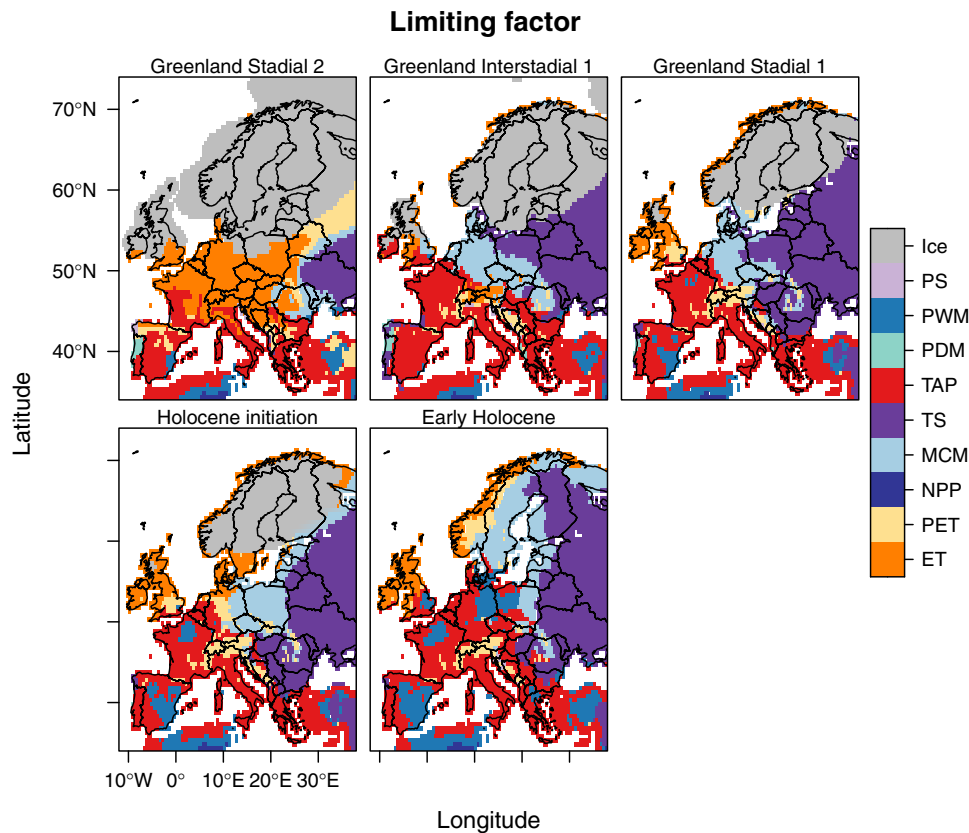 Limiting factor
Greenland Stadial 2
Greenland Interstadial 1
Greenland Stadial 1
70°N
60°N
50°N
40°N
Latitude
Holocene initiation
Early Holocene
10°W 0° 10°E 20°E 30°E
Longitude
Ice
PS
PWM
PDM
TAP
TS
MCM
NPP
PET
ET